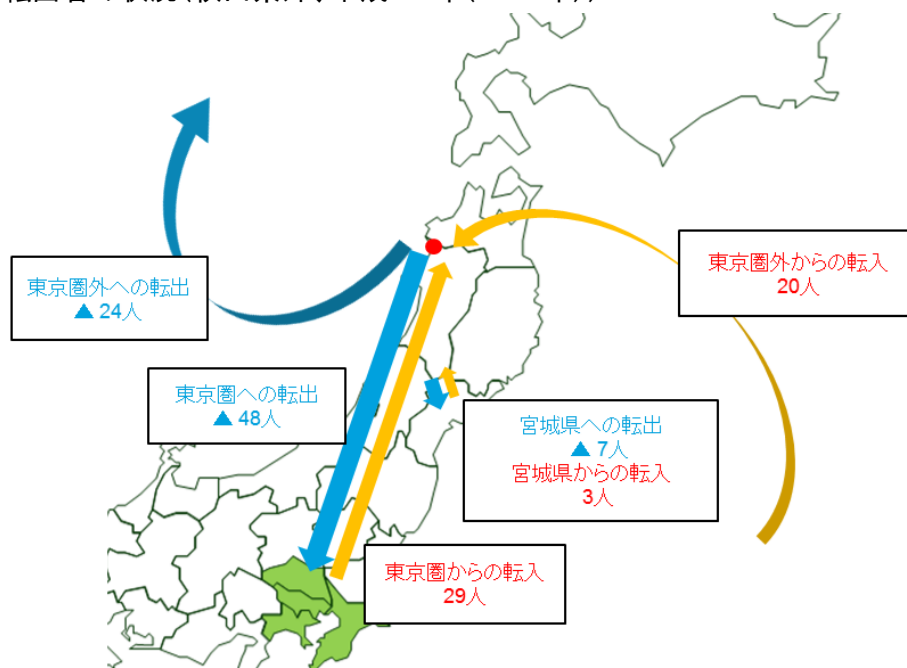 東京圏外への転出
▲ 24人
東京圏外からの転入
20人
東京圏への転出
▲ 48人
宮城県への転出
▲ 7人
宮城県からの転入
3人
東京圏からの転入
29人